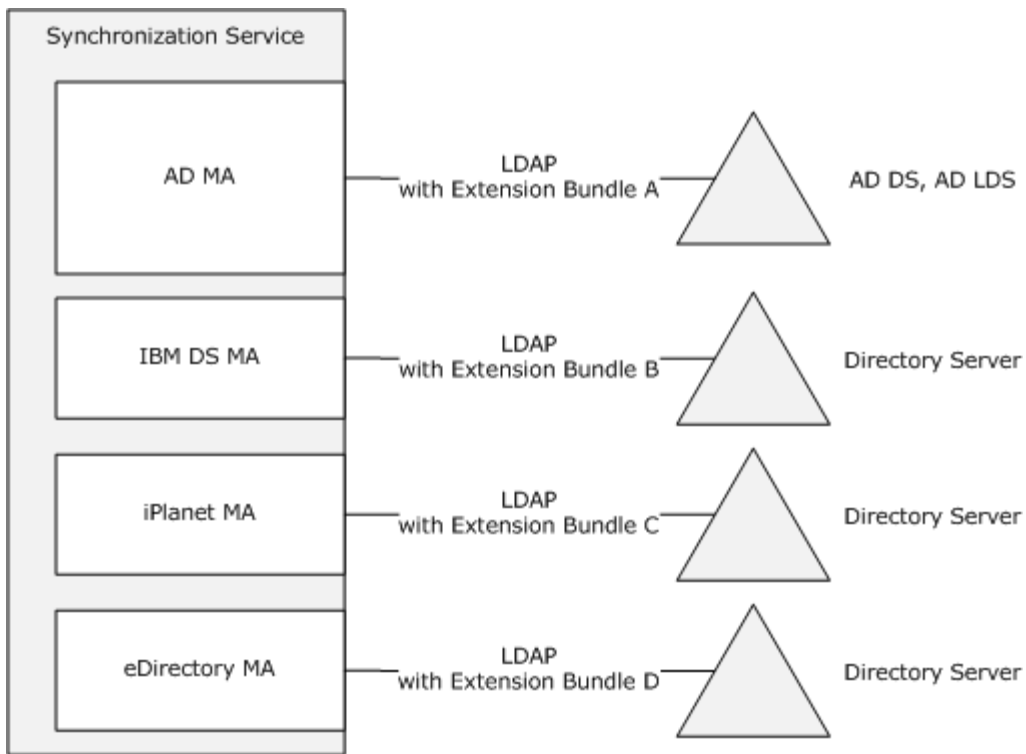 Synchronization Service
AD MA
LDAP
with Extension Bundle A
AD DS, AD LDS
IBM DS MA
LDAP
with Extension Bundle B
Directory Server
iPlanet MA
LDAP
with Extension Bundle C
Directory Server
eDirectory MA
LDAP
with Extension Bundle D
Directory Server